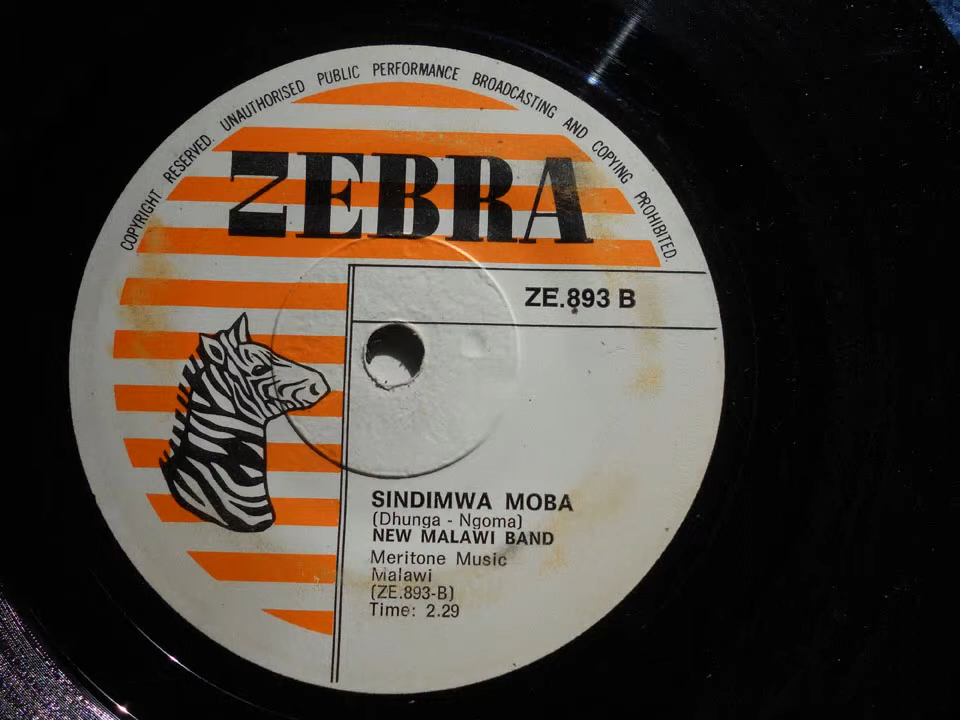 COPYRIGHT RESERVED. UNAUTHORISED PUBLIC PERFORMANCE BROADCASTING AND COPYING PROHIBITED.
ZEBRA
ZE.893 B
SINDIMWA MOBA
(Dhunga - Ngoma)
NEW MALAWI BAND
Meritone Music
Malawi
(ZE.893-B)
Time: 2.29